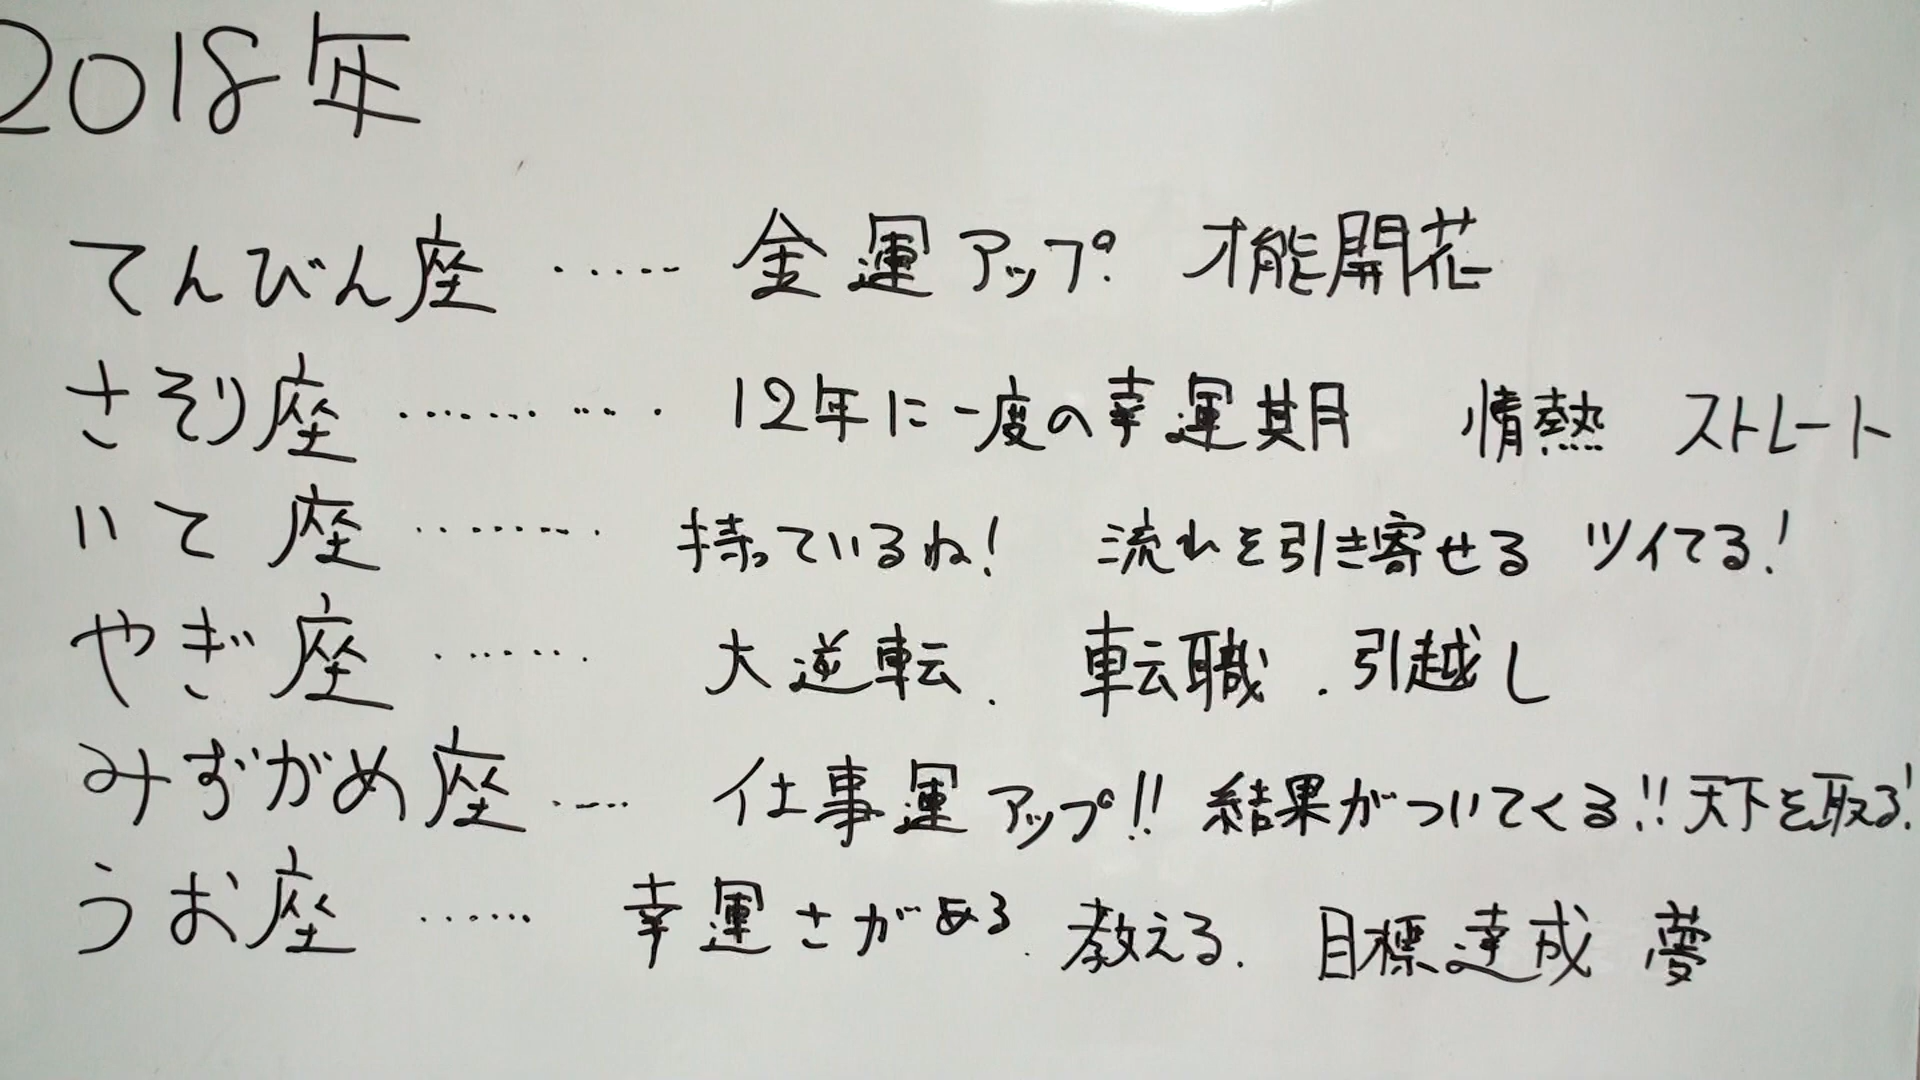 2018年
てんびん座 ‥‥‥ 金運アップ 才能開花
さそり座 ‥‥‥‥‥ 12年に一度の幸運期 情熱 ストレート
いて座 ‥‥‥‥ 持っているね! 流れを引き寄せる ツイてる!
やぎ座 ‥‥‥ 大逆転. 転職. 引越し
みずがめ座 ‥‥ 仕事運アップ!! 結果がついてくる!! 天下を取る!
うお座 ‥‥‥ 幸運さがある. 教える. 目標達成 夢